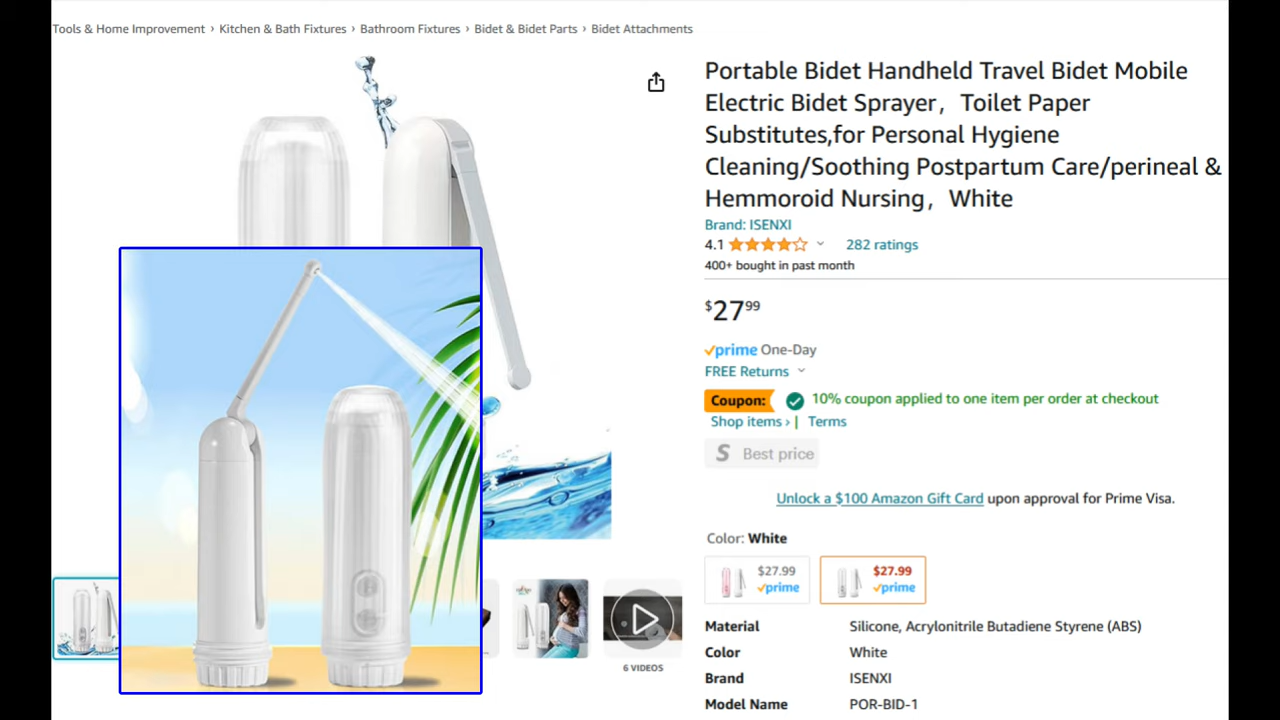 Tools & Home Improvement › Kitchen & Bath Fixtures › Bathroom Fixtures › Bidet & Bidet Parts › Bidet Attachments
Portable Bidet Handheld Travel Bidet Mobile
Electric Bidet Sprayer，Toilet Paper
Substitutes,for Personal Hygiene
Cleaning/Soothing Postpartum Care/perineal &
Hemmoroid Nursing，White
Brand: ISENXI
4.1 282 ratings
400+ bought in past month
$27 99
prime One-Day
FREE Returns
Coupon: 10% coupon applied to one item per order at checkout
Shop items › | Terms
S Best price
Unlock a $100 Amazon Gift Card upon approval for Prime Visa.
Color: White
$27.99
prime
$27.99
prime
6 VIDEOS
Material Silicone, Acrylonitrile Butadiene Styrene (ABS)
Color White
Brand ISENXI
Model Name POR-BID-1